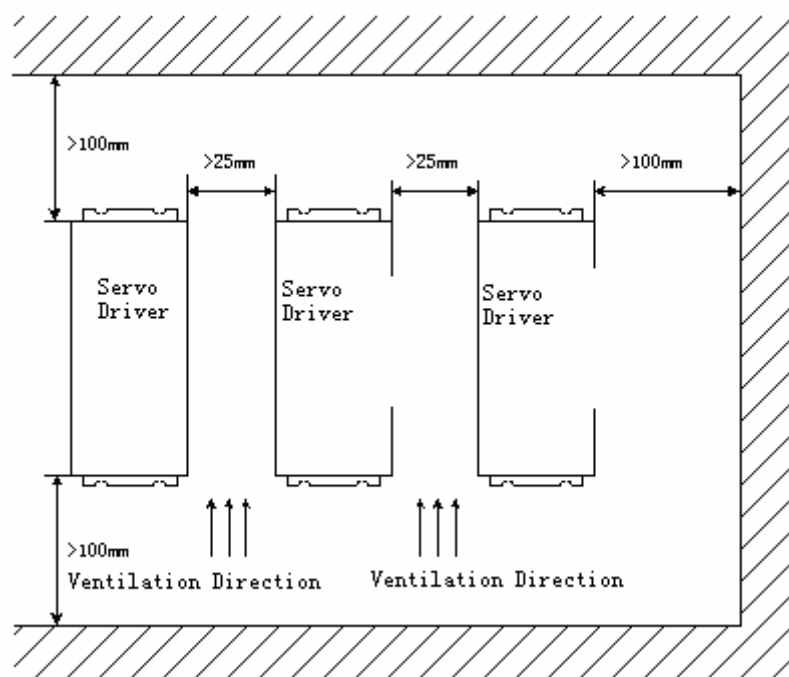 >100mm
>25mm
>25mm
>100mm
Servo
Driver
Servo
Driver
Servo
Driver
>100mm
Ventilation Direction
Ventilation Direction